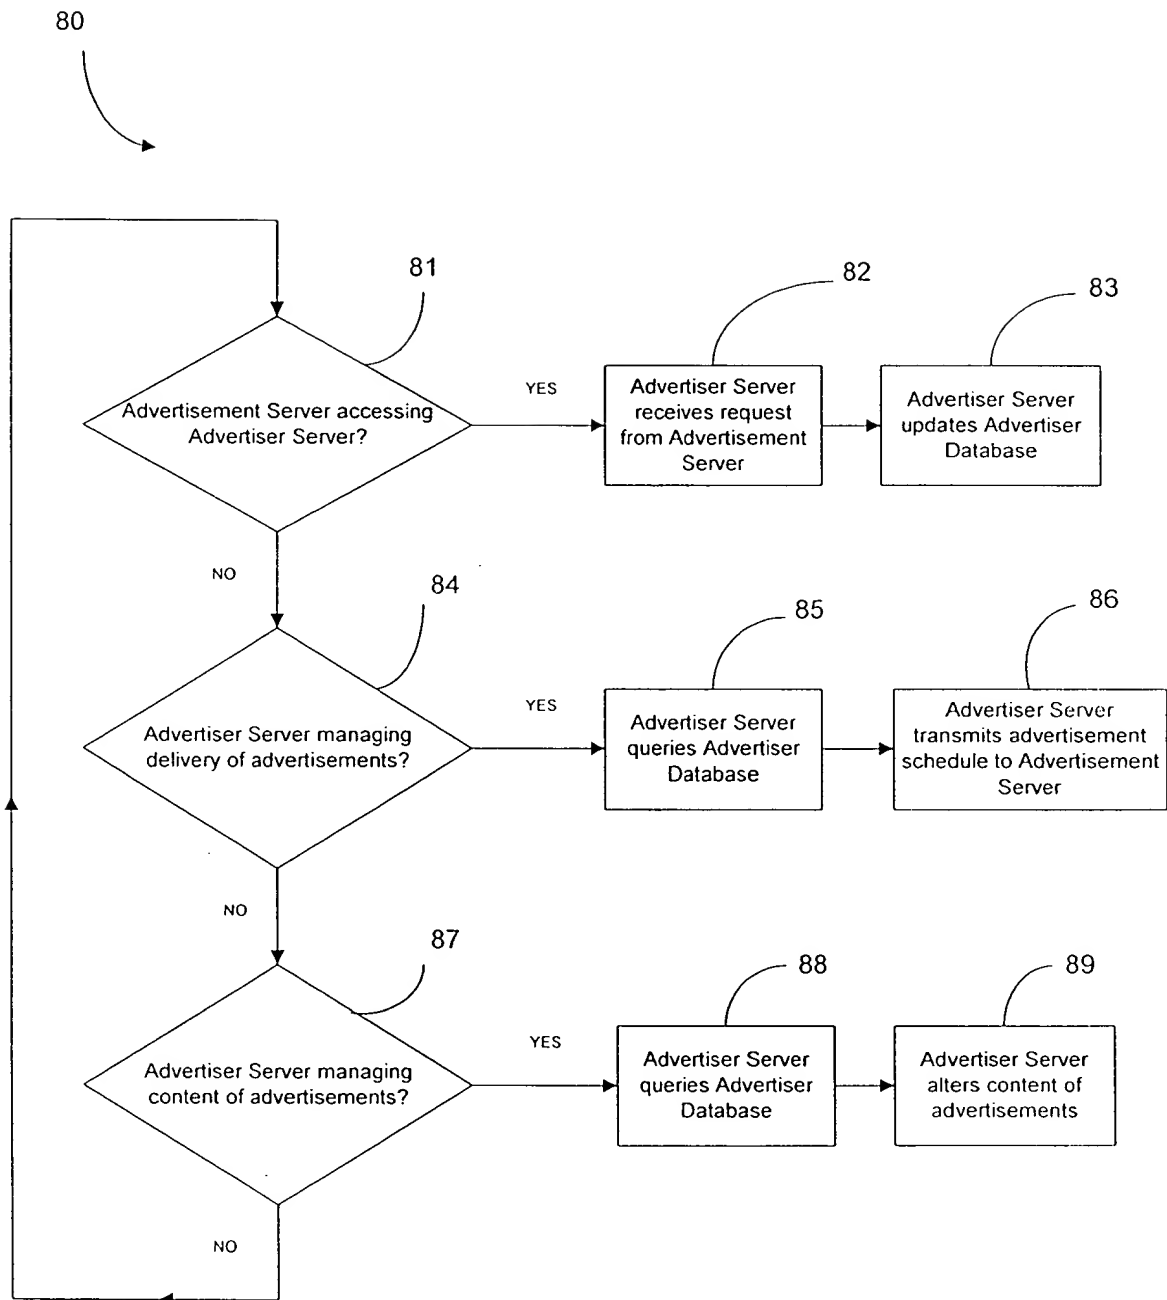 80
81
82
83
Advertisement Server accessing
Advertiser Server?
YES
Advertiser Server
receives request
from Advertisement
Server
Advertiser Server
updates Advertiser
Database
NO
84
85
86
Advertiser Server managing
delivery of advertisements?
YES
Advertiser Server
queries Advertiser
Database
Advertiser Server
transmits advertisement
schedule to Advertisement
Server
NO
87
88
89
Advertiser Server managing
content of advertisements?
YES
Advertiser Server
queries Advertiser
Database
Advertiser Server
alters content of
advertisements
NO